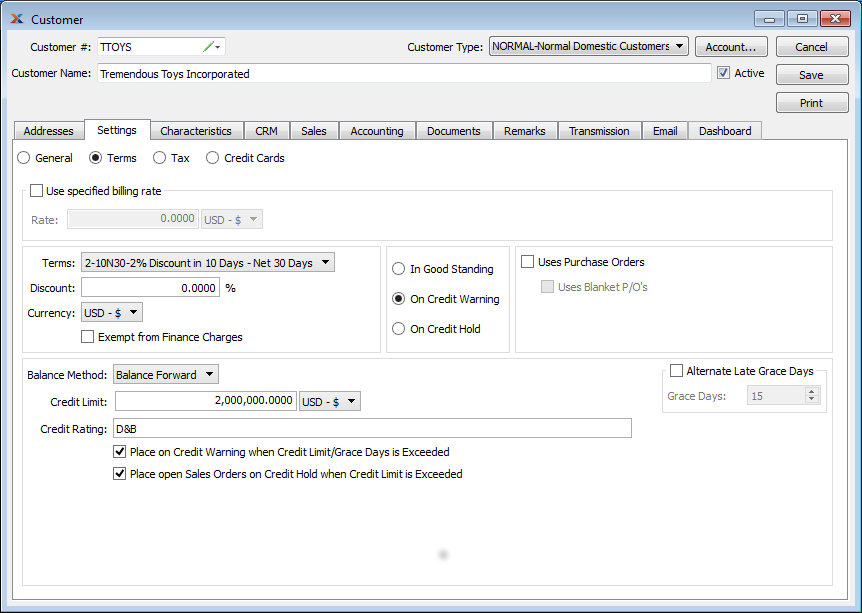 Customer
Customer #: TTOYS Customer Type: NORMAL-Normal Domestic Customers Account... Cancel
Customer Name: Tremendous Toys Incorporated Active Save
Print
Addresses Settings Characteristics CRM Sales Accounting Documents Remarks Transmission Email Dashboard
General Terms Tax Credit Cards
Use specified billing rate
Rate: 0.0000 USD - $
Terms: 2-10N30-2% Discount in 10 Days - Net 30 Days
Discount: 0.0000 %
Currency: USD - $
Exempt from Finance Charges
In Good Standing
On Credit Warning
On Credit Hold
Uses Purchase Orders
Uses Blanket P/O's
Balance Method: Balance Forward
Credit Limit: 2,000,000.0000 USD - $
Credit Rating: D&B
Place on Credit Warning when Credit Limit/Grace Days is Exceeded
Place open Sales Orders on Credit Hold when Credit Limit is Exceeded
Alternate Late Grace Days
Grace Days: 15